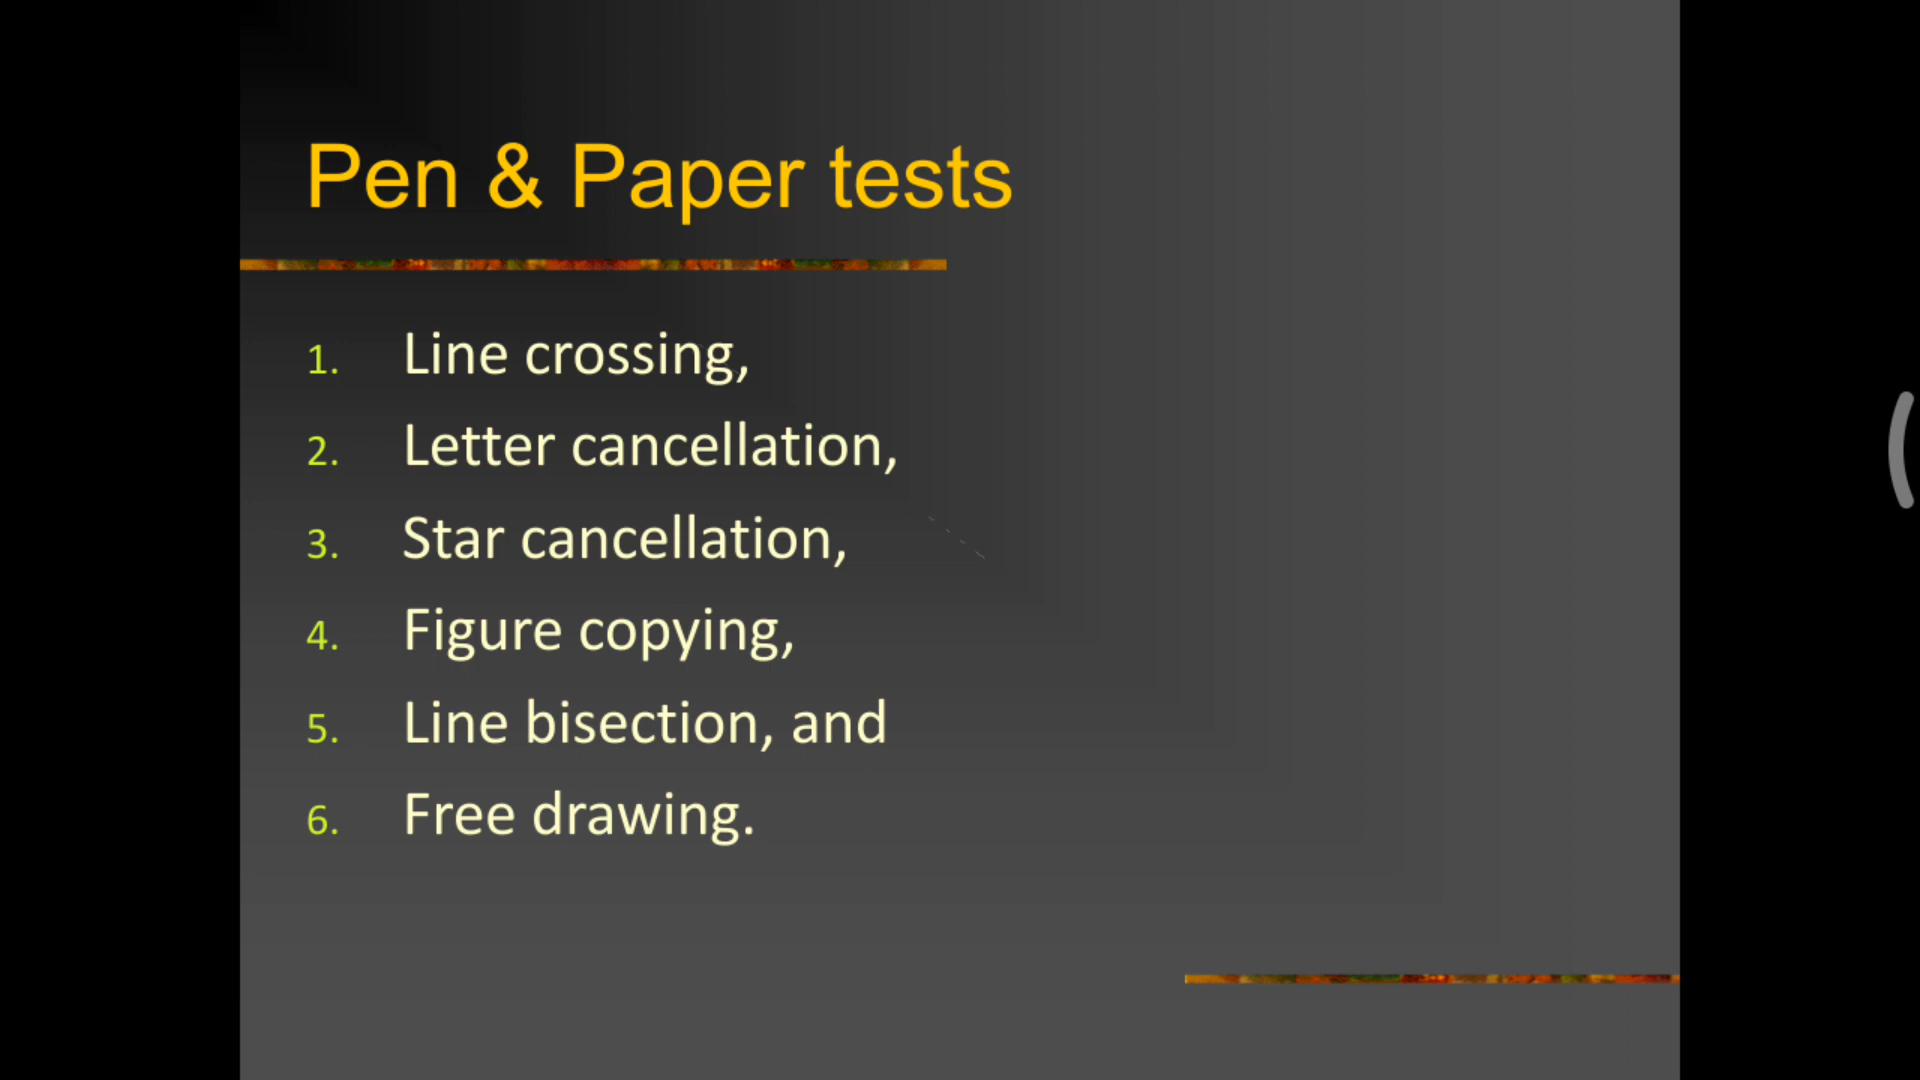 Pen & Paper tests
1. Line crossing,
2. Letter cancellation,
3. Star cancellation,
4. Figure copying,
5. Line bisection, and
6. Free drawing.